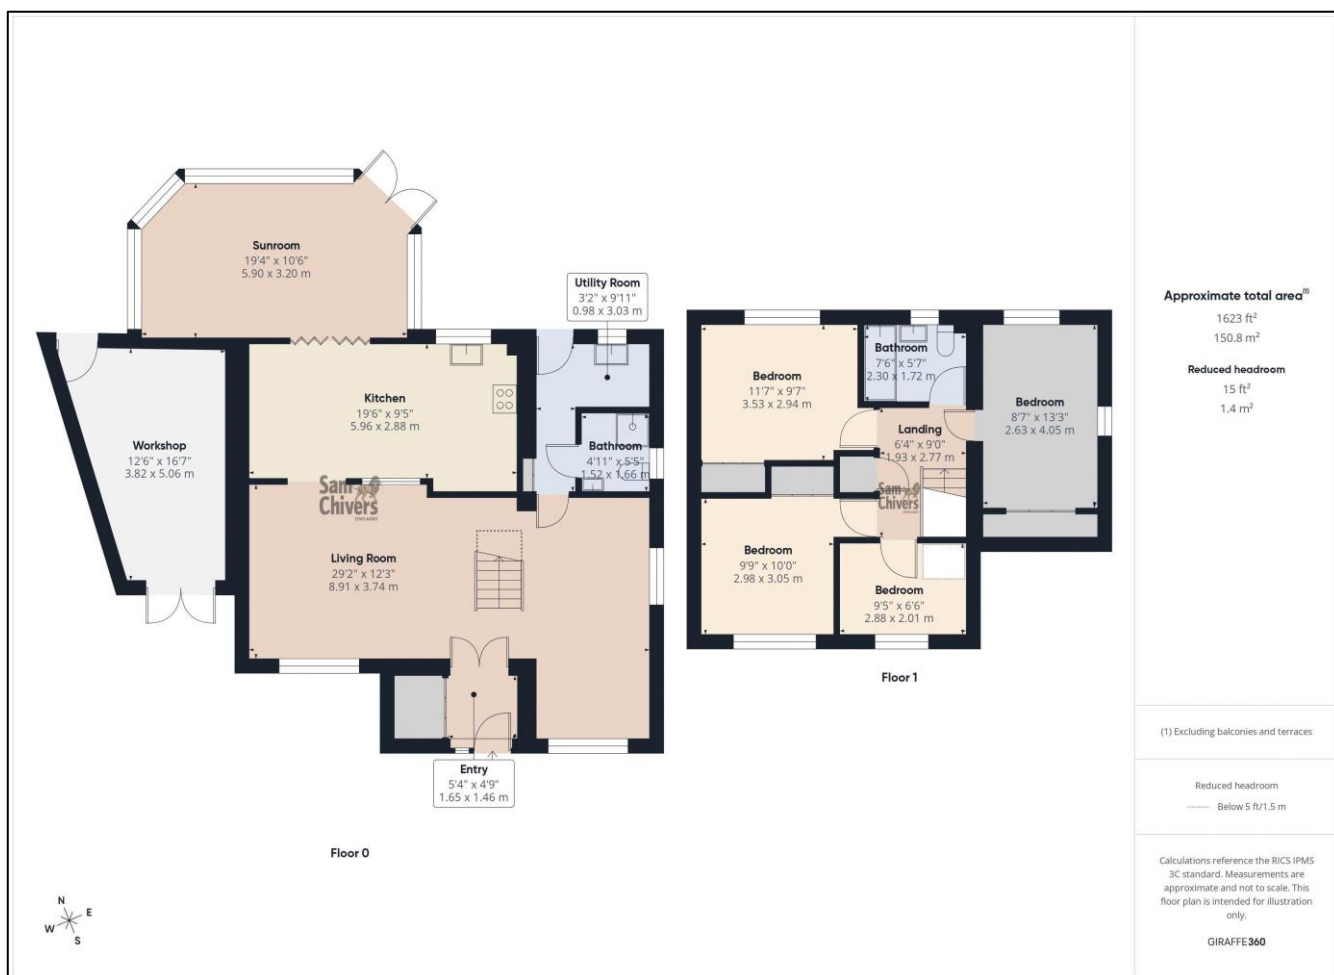 Sunroom
19'4" x 10'6"
5.90 x 3.20 m
Utility Room
3'2" x 9'11"
0.98 x 3.03 m
Kitchen
19'6" x 9'5"
5.96 x 2.88 m
Workshop
12'6" x 16'7"
3.82 x 5.06 m
Bathroom
4'11" x 5'5"
1.52 x 1.66 m
Sam
Chivers
Living Room
29'2" x 12'3"
8.91 x 3.74 m
Entry
5'4" x 4'9"
1.65 x 1.46 m
Floor 0
N
E
W
S
Bedroom
11'7" x 9'7"
3.53 x 2.94 m
Bathroom
7'6" x 5'7"
2.30 x 1.72 m
Bedroom
8'7" x 13'3"
2.63 x 4.05 m
Landing
6'4" x 9'0"
1.93 x 2.77 m
Sam
Chivers
Bedroom
9'9" x 10'0"
2.98 x 3.05 m
Bedroom
9'5" x 6'6"
2.88 x 2.01 m
Floor 1
Approximate total area(1)
1623 ft²
150.8 m²
Reduced headroom
15 ft²
1.4 m²
(1) Excluding balconies and terraces
Reduced headroom
Below 5 ft/1.5 m
Calculations reference the RICS IPMS
3C standard. Measurements are
approximate and not to scale. This
floor plan is intended for illustration
only.
GIRAFFE360